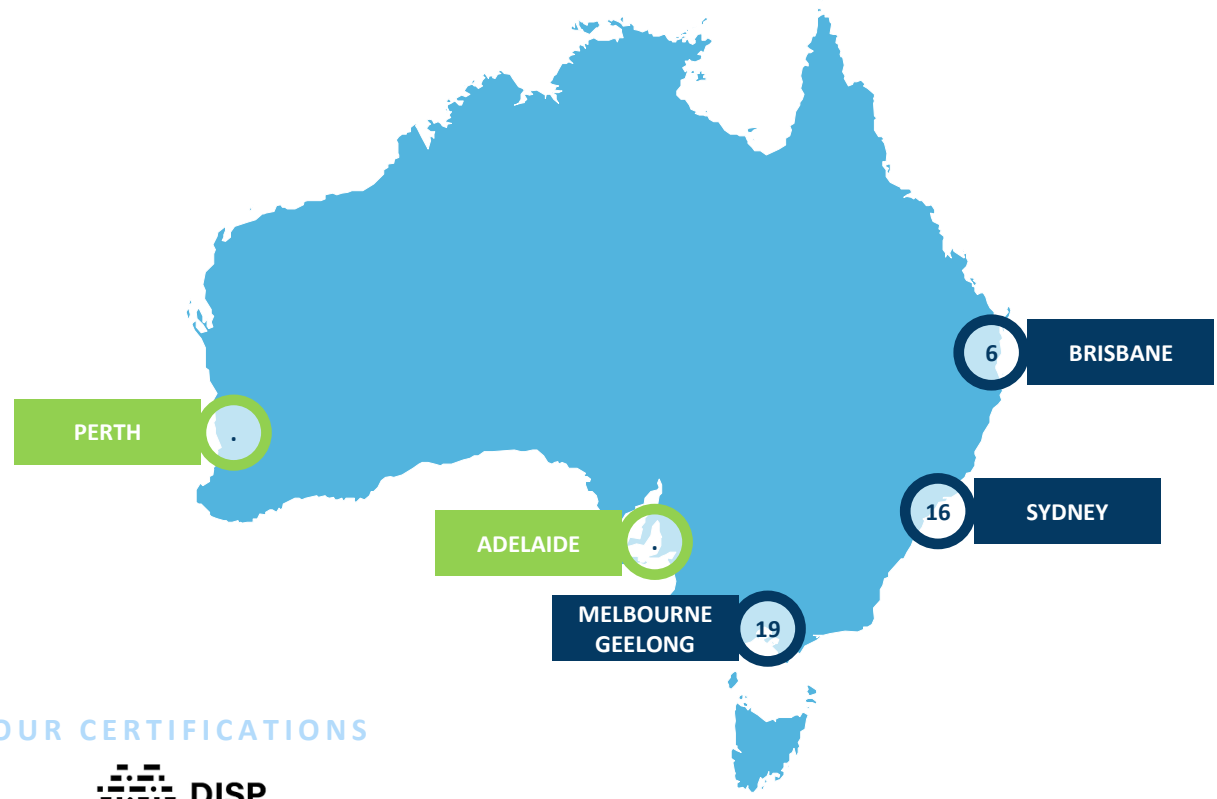 6
BRISBANE
PERTH
.
16
SYDNEY
ADELAIDE
.
MELBOURNE
GEELONG
19
OUR CERTIFICATIONS
DISP